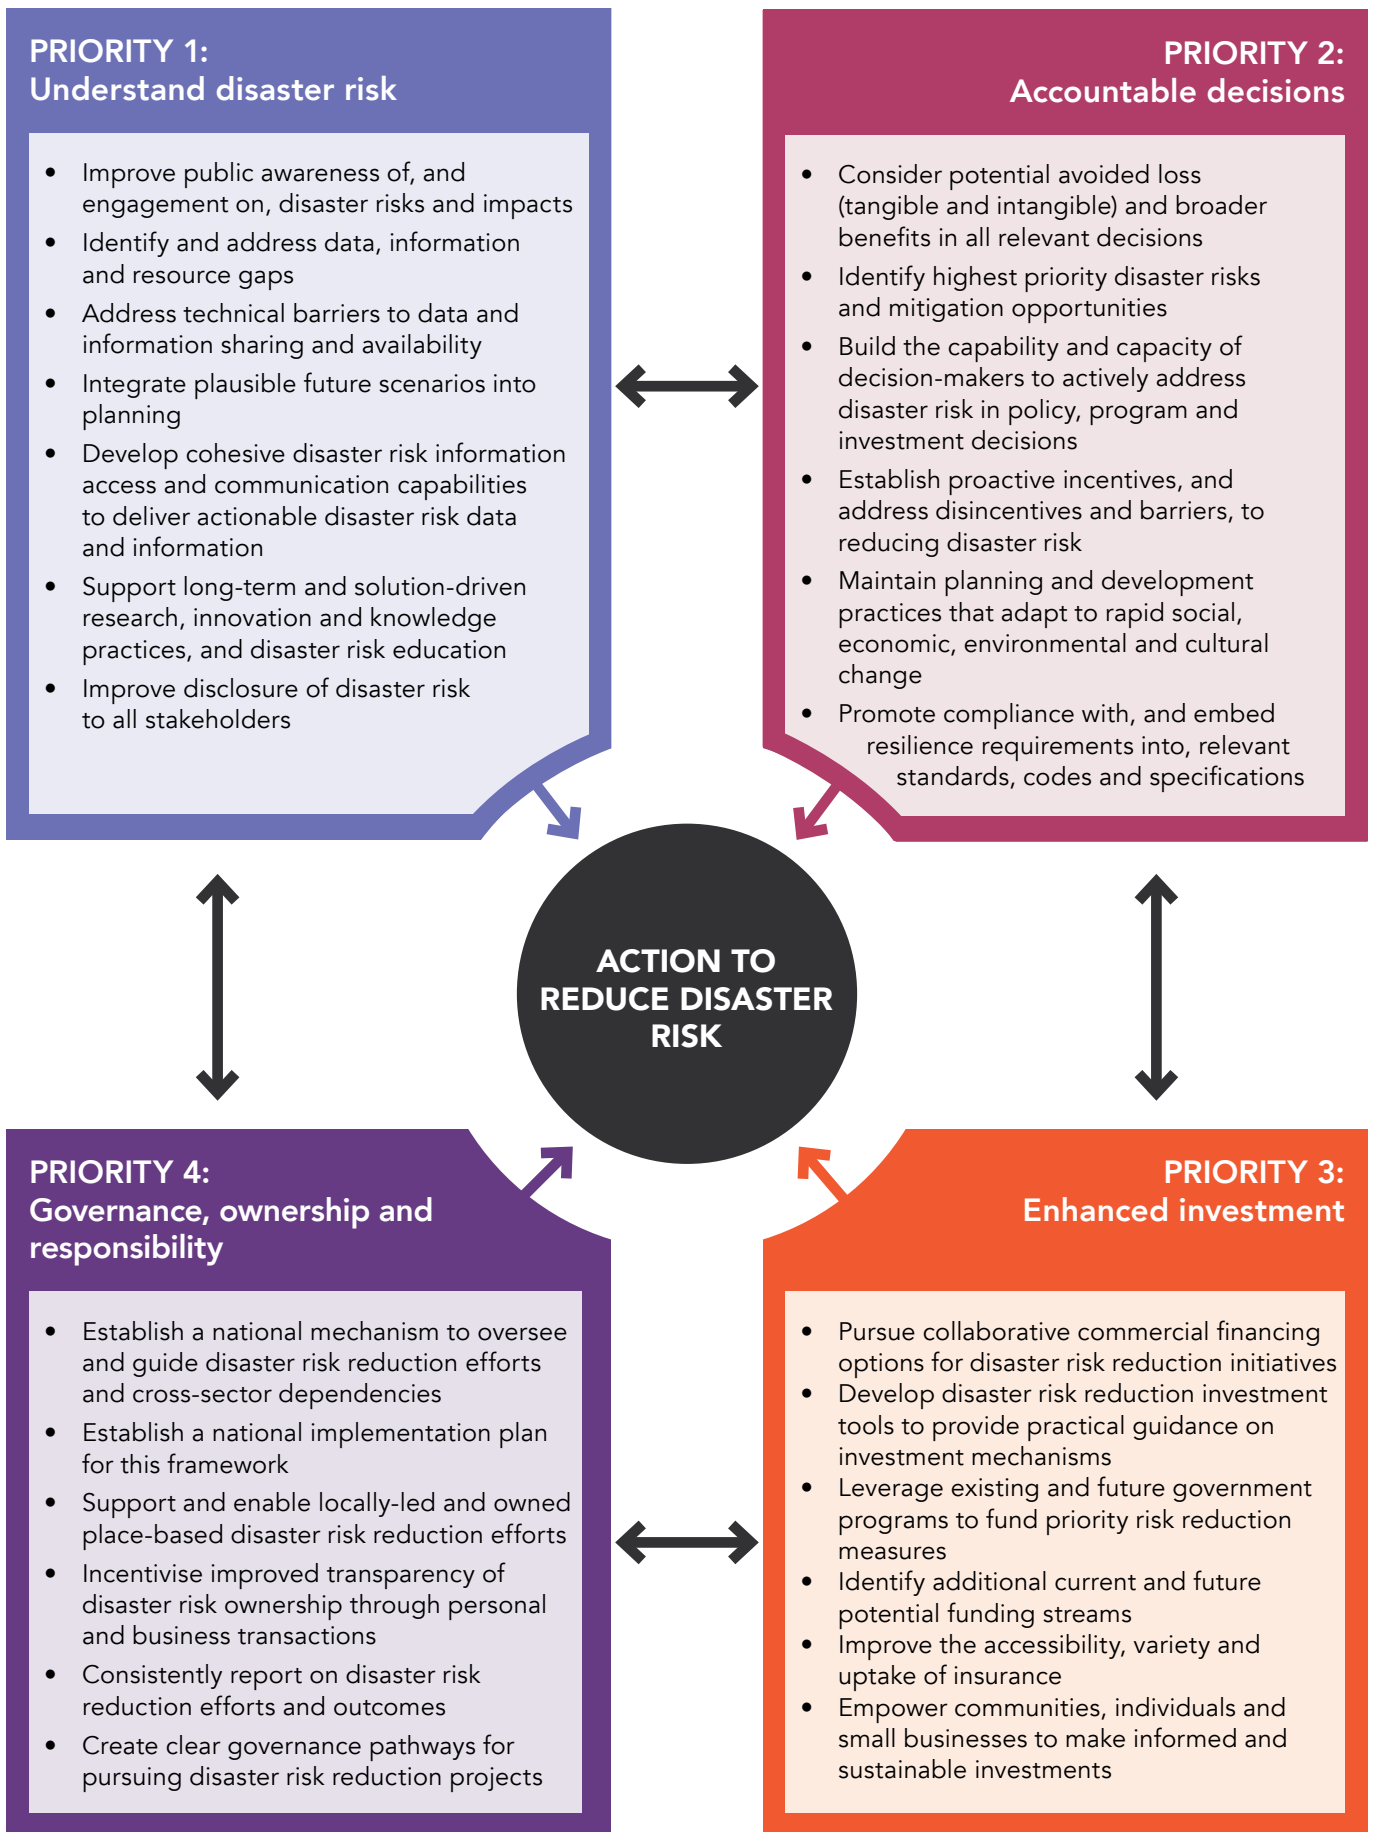 PRIORITY 1:
Understand disaster risk
• Improve public awareness of, and
engagement on, disaster risks and impacts
• Identify and address data, information
and resource gaps
• Address technical barriers to data and
information sharing and availability
• Integrate plausible future scenarios into
planning
• Develop cohesive disaster risk information
access and communication capabilities
to deliver actionable disaster risk data
and information
• Support long-term and solution-driven
research, innovation and knowledge
practices, and disaster risk education
• Improve disclosure of disaster risk
to all stakeholders
PRIORITY 2:
Accountable decisions
• Consider potential avoided loss
(tangible and intangible) and broader
benefits in all relevant decisions
• Identify highest priority disaster risks
and mitigation opportunities
• Build the capability and capacity of
decision-makers to actively address
disaster risk in policy, program and
investment decisions
• Establish proactive incentives, and
address disincentives and barriers, to
reducing disaster risk
• Maintain planning and development
practices that adapt to rapid social,
economic, environmental and cultural
change
• Promote compliance with, and embed
resilience requirements into, relevant
standards, codes and specifications
ACTION TO
REDUCE DISASTER
RISK
PRIORITY 4:
Governance, ownership and
responsibility
• Establish a national mechanism to oversee
and guide disaster risk reduction efforts
and cross-sector dependencies
• Establish a national implementation plan
for this framework
• Support and enable locally-led and owned
place-based disaster risk reduction efforts
• Incentivise improved transparency of
disaster risk ownership through personal
and business transactions
• Consistently report on disaster risk
reduction efforts and outcomes
• Create clear governance pathways for
pursuing disaster risk reduction projects
PRIORITY 3:
Enhanced investment
• Pursue collaborative commercial financing
options for disaster risk reduction initiatives
• Develop disaster risk reduction investment
tools to provide practical guidance on
investment mechanisms
• Leverage existing and future government
programs to fund priority risk reduction
measures
• Identify additional current and future
potential funding streams
• Improve the accessibility, variety and
uptake of insurance
• Empower communities, individuals and
small businesses to make informed and
sustainable investments